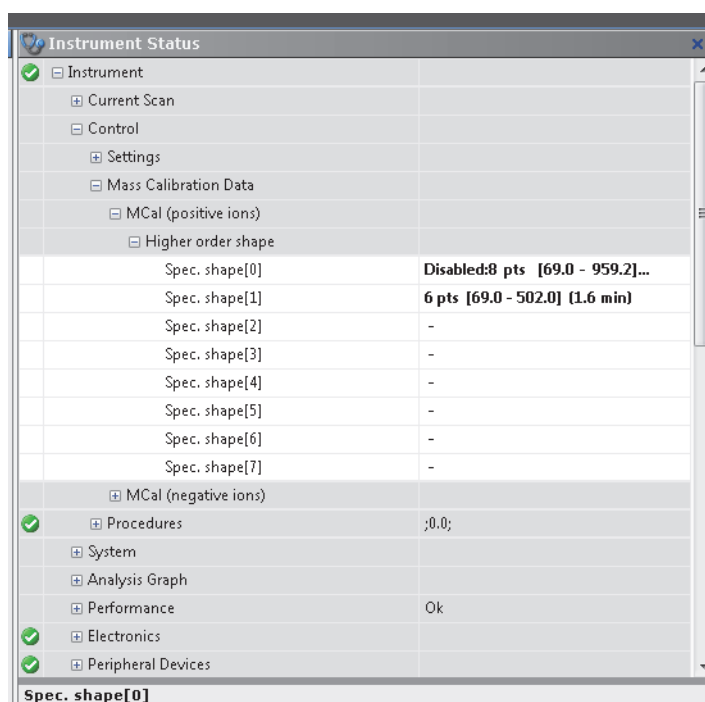 Instrument Status
Instrument
Current Scan
Control
Settings
Mass Calibration Data
MCal (positive ions)
Higher order shape
Spec. shape[0] Disabled:8 pts [69.0 - 959.2]...
Spec. shape[1] 6 pts [69.0 - 502.0] (1.6 min)
Spec. shape[2] -
Spec. shape[3] -
Spec. shape[4] -
Spec. shape[5] -
Spec. shape[6] -
Spec. shape[7] -
MCal (negative ions)
Procedures ;0.0;
System
Analysis Graph
Performance Ok
Electronics
Peripheral Devices
Spec. shape[0]